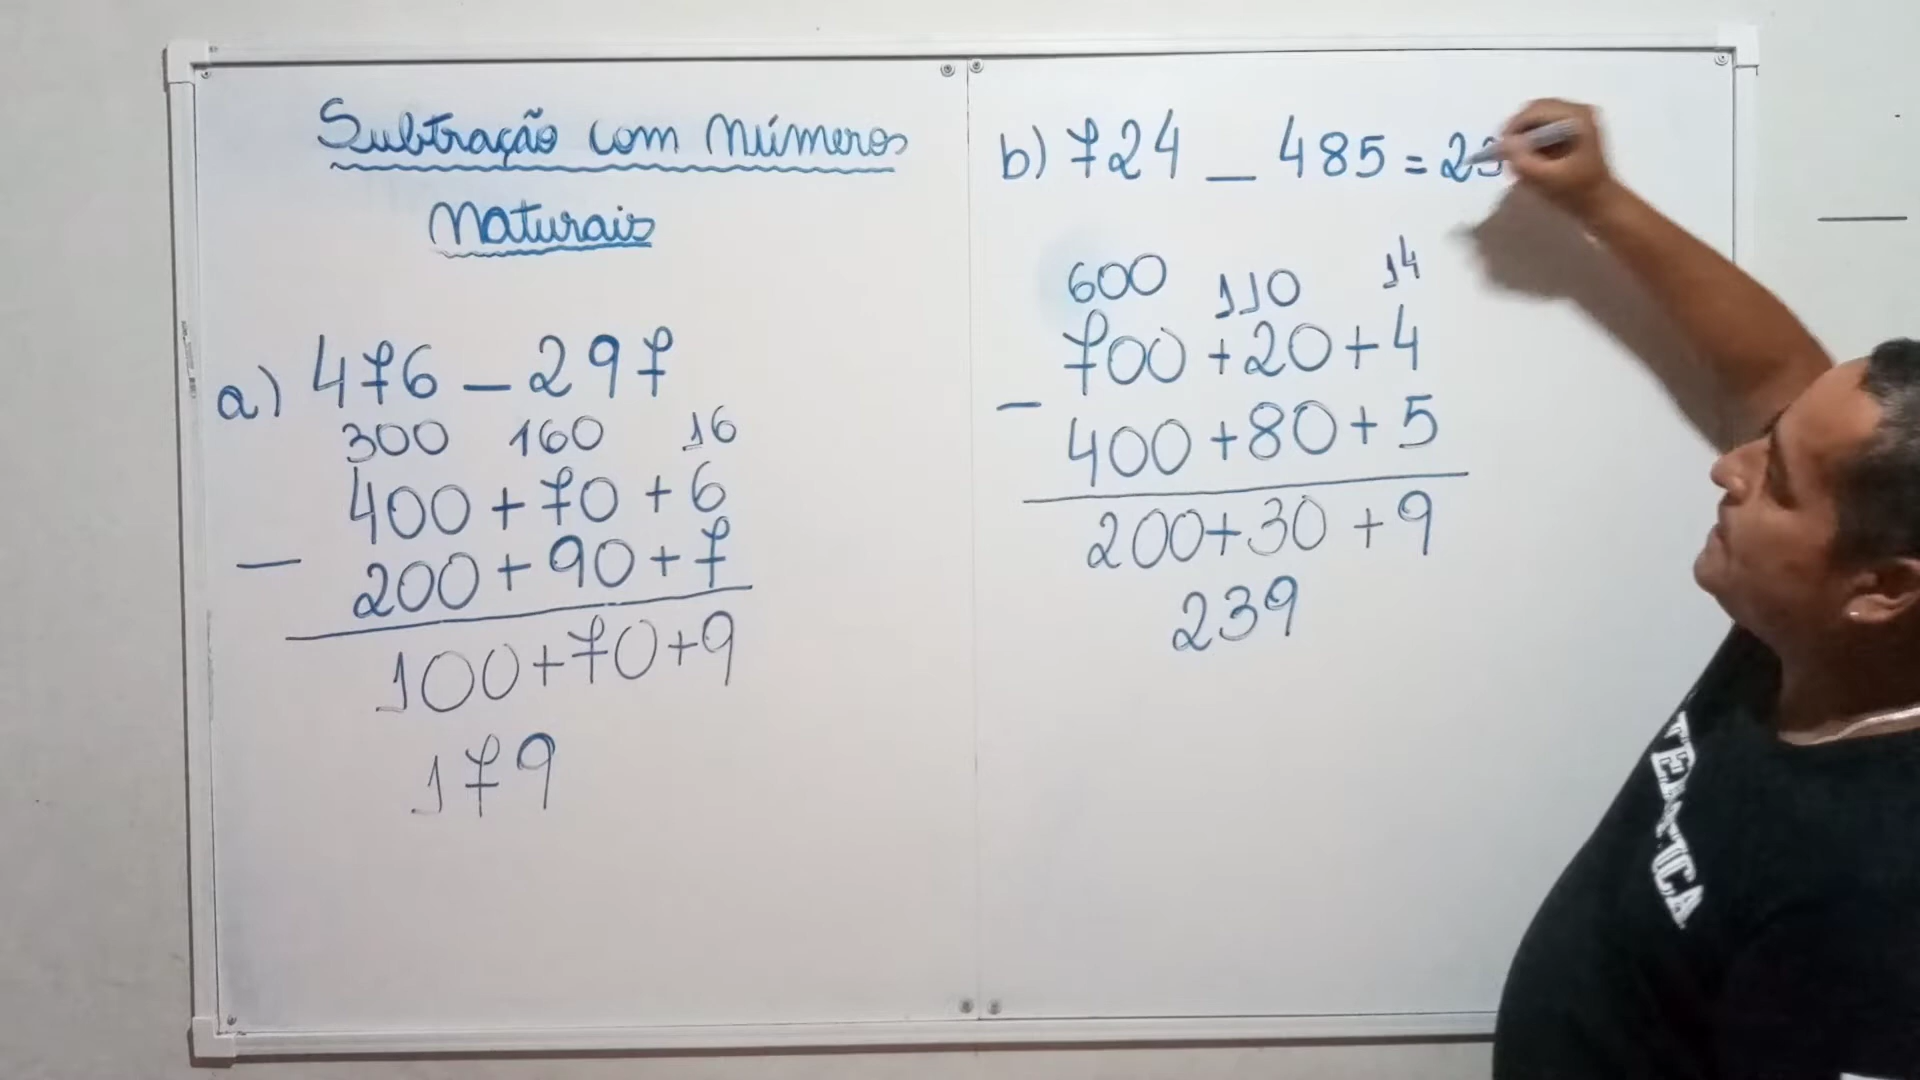 Subtração com Números
Naturais
a) 476 - 297
300 160 16
400 + 70 + 6
- 200 + 90 + 7
100 + 70 + 9
179
b) 724 - 485 = 23
600 110 14
700 + 20 + 4
- 400 + 80 + 5
200 + 30 + 9
239